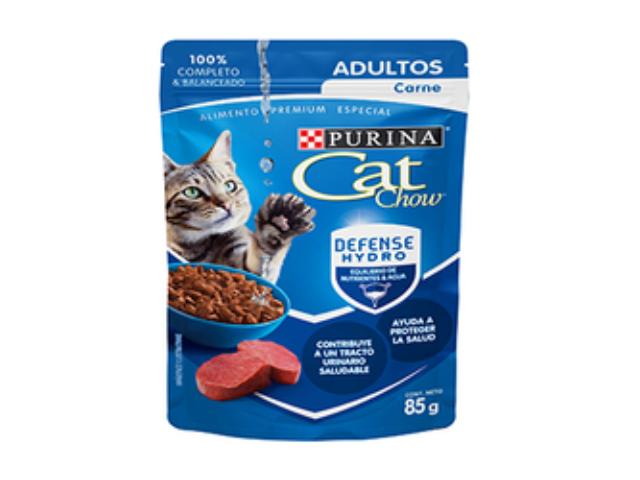 100%
COMPLETO
& BALANCEADO
ADULTOS
Carne
ALIMENTO PREMIUM ESPECIAL
PURINA
Cat
Chow
DEFENSE
HYDRO
EQUILIBRIO DE
NUTRIENTES & AGUA
AYUDA A
PROTEGER
LA SALUD
CONTRIBUYE
A UN TRACTO
URINARIO
SALUDABLE
CONT. NETO
85 g